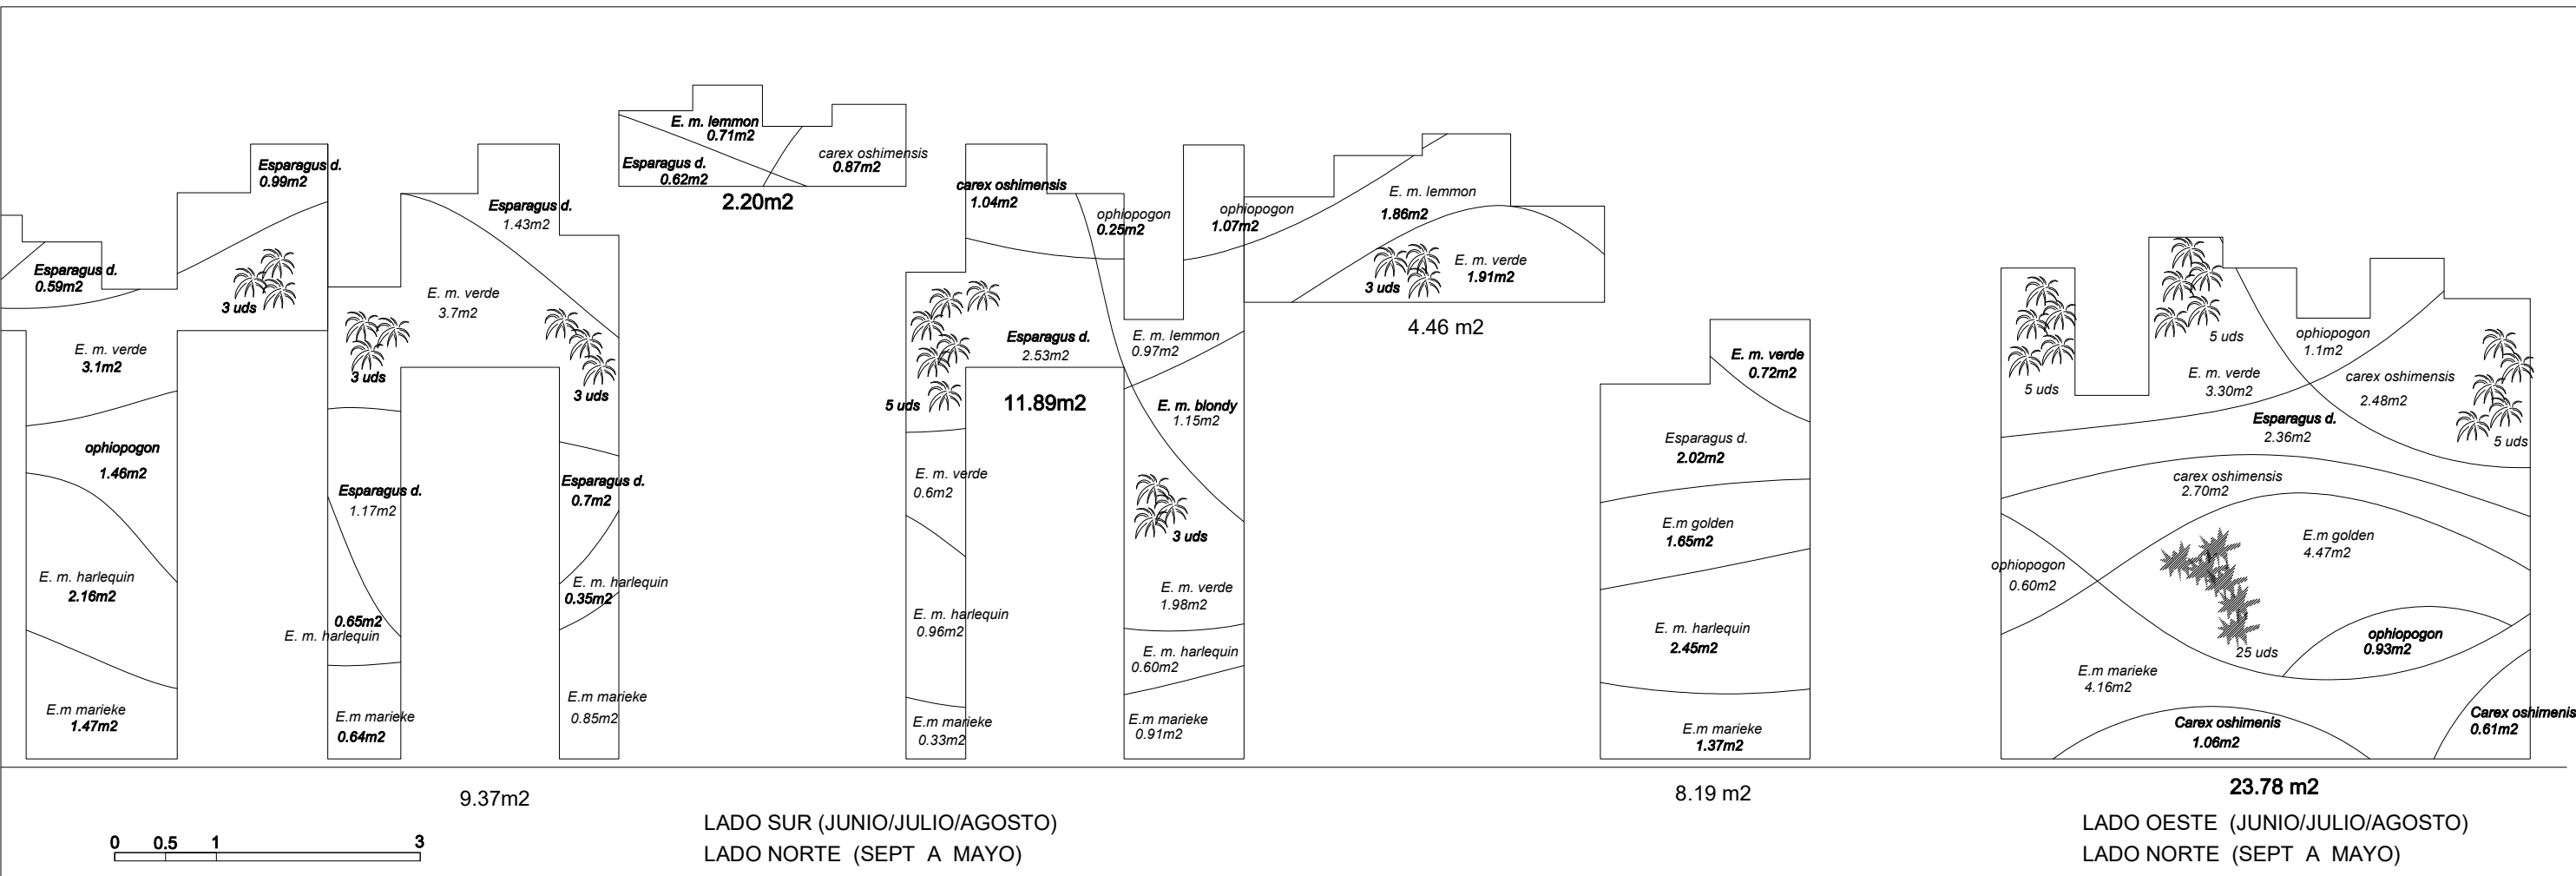 Esparagus d.
0.59m2
Esparagus d.
0.99m2
3 uds
E. m. verde
3.1m2
ophiopogon
1.46m2
E. m. harlequin
2.16m2
E.m marieke
1.47m2
Esparagus d.
1.43m2
E. m. verde
3.7m2
3 uds
3 uds
Esparagus d.
1.17m2
0.65m2
E. m. harlequin
E.m marieke
0.64m2
Esparagus d.
0.7m2
E. m. harlequin
0.35m2
E.m marieke
0.85m2
9.37m2
E. m. lemmon
0.71m2
Esparagus d.
0.62m2
carex oshimensis
0.87m2
2.20m2
carex oshimensis
1.04m2
ophiopogon
0.25m2
ophiopogon
1.07m2
Esparagus d.
2.53m2
5 uds
11.89m2
E. m. lemmon
0.97m2
E. m. blondy
1.15m2
3 uds
E. m. verde
0.6m2
E. m. harlequin
0.96m2
E.m marieke
0.33m2
E. m. verde
1.98m2
E. m. harlequin
0.60m2
E.m marieke
0.91m2
E. m. lemmon
1.86m2
E. m. verde
1.91m2
3 uds
4.46 m2
E. m. verde
0.72m2
Esparagus d.
2.02m2
E.m golden
1.65m2
E. m. harlequin
2.45m2
E.m marieke
1.37m2
8.19 m2
5 uds
5 uds
ophiopogon
1.1m2
E. m. verde
3.30m2
carex oshimensis
2.48m2
Esparagus d.
2.36m2
5 uds
carex oshimensis
2.70m2
E.m golden
4.47m2
ophiopogon
0.60m2
25 uds
ophiopogon
0.93m2
E.m marieke
4.16m2
Carex oshimenis
1.06m2
Carex oshimenis
0.61m2
23.78 m2
0 0.5 1 3
LADO SUR (JUNIO/JULIO/AGOSTO)
LADO NORTE (SEPT A MAYO)
LADO OESTE (JUNIO/JULIO/AGOSTO)
LADO NORTE (SEPT A MAYO)